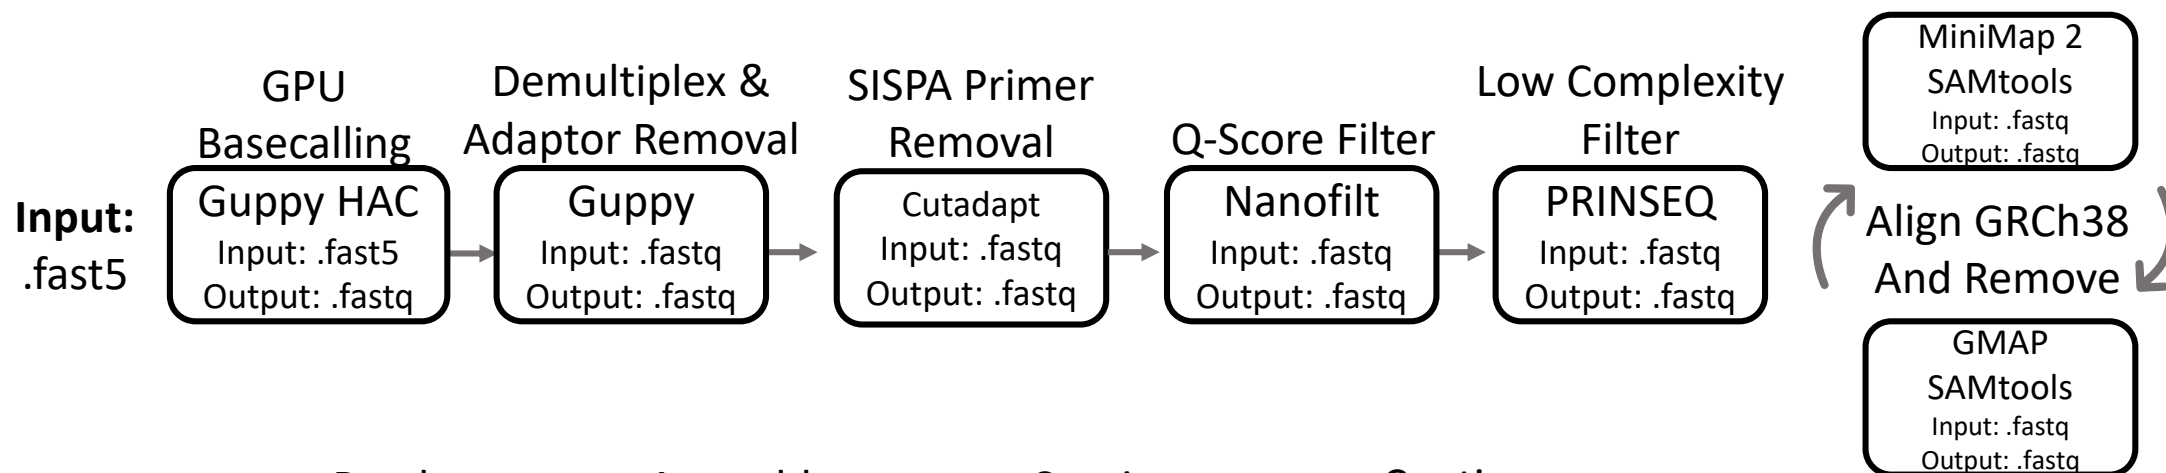 GPU
Basecalling
Demultiplex &
Adaptor Removal
SISPA Primer
Removal
Q-Score Filter
Low Complexity
Filter
Input:
.fast5
Guppy HAC
Input: .fast5
Output: .fastq
Guppy
Input: .fastq
Output: .fastq
Cutadapt
Input: .fastq
Output: .fastq
Nanofilt
Input: .fastq
Output: .fastq
PRINSEQ
Input: .fastq
Output: .fastq
MiniMap 2
SAMtools
Input: .fastq
Output: .fastq
Align GRCh38
And Remove
GMAP
SAMtools
Input: .fastq
Output: .fastq